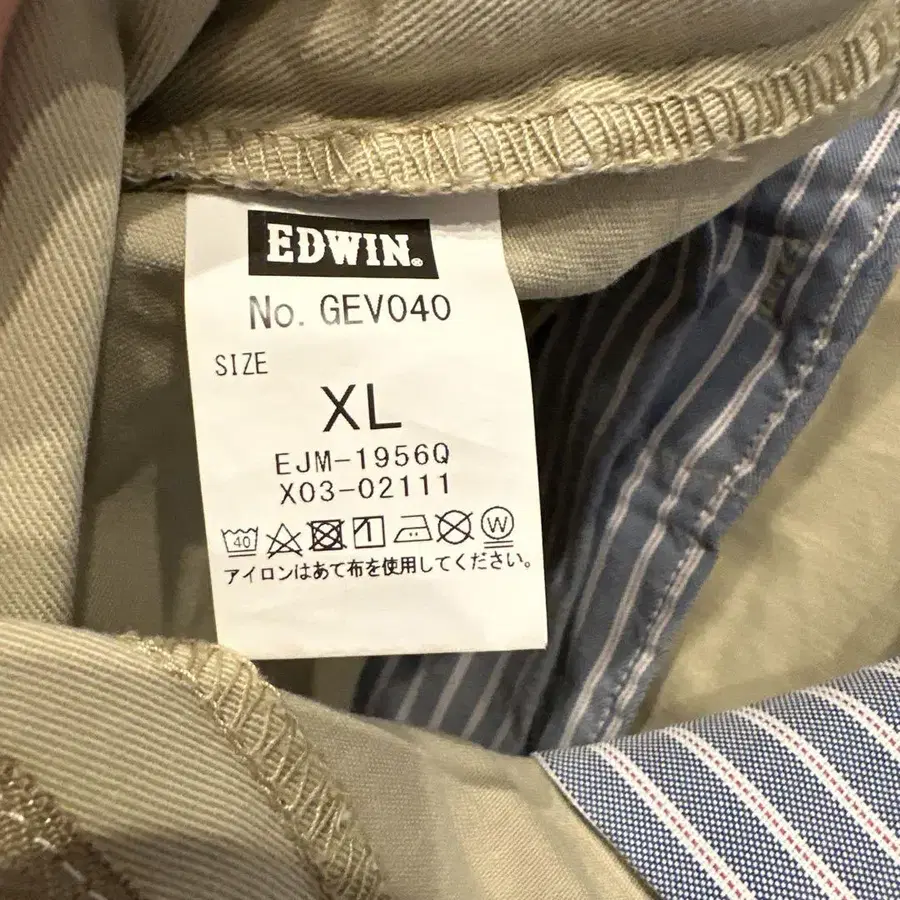 EDWIN®
No. GEV040
SIZE
XL
EJM-1956Q
X03-02111
40 W
アイロンはあて布を使用してください。